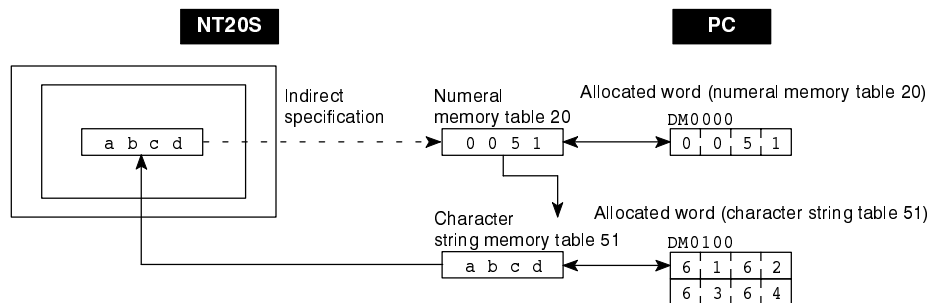 NT20S
PC
Indirect
specification
Numeral
memory table 20
Allocated word (numeral memory table 20)
DM0000
a b c d
0 0 5 1
0 0 5 1
Character
string memory table 51
Allocated word (character string table 51)
DM0100
a b c d
6 1 6 2
6 3 6 4